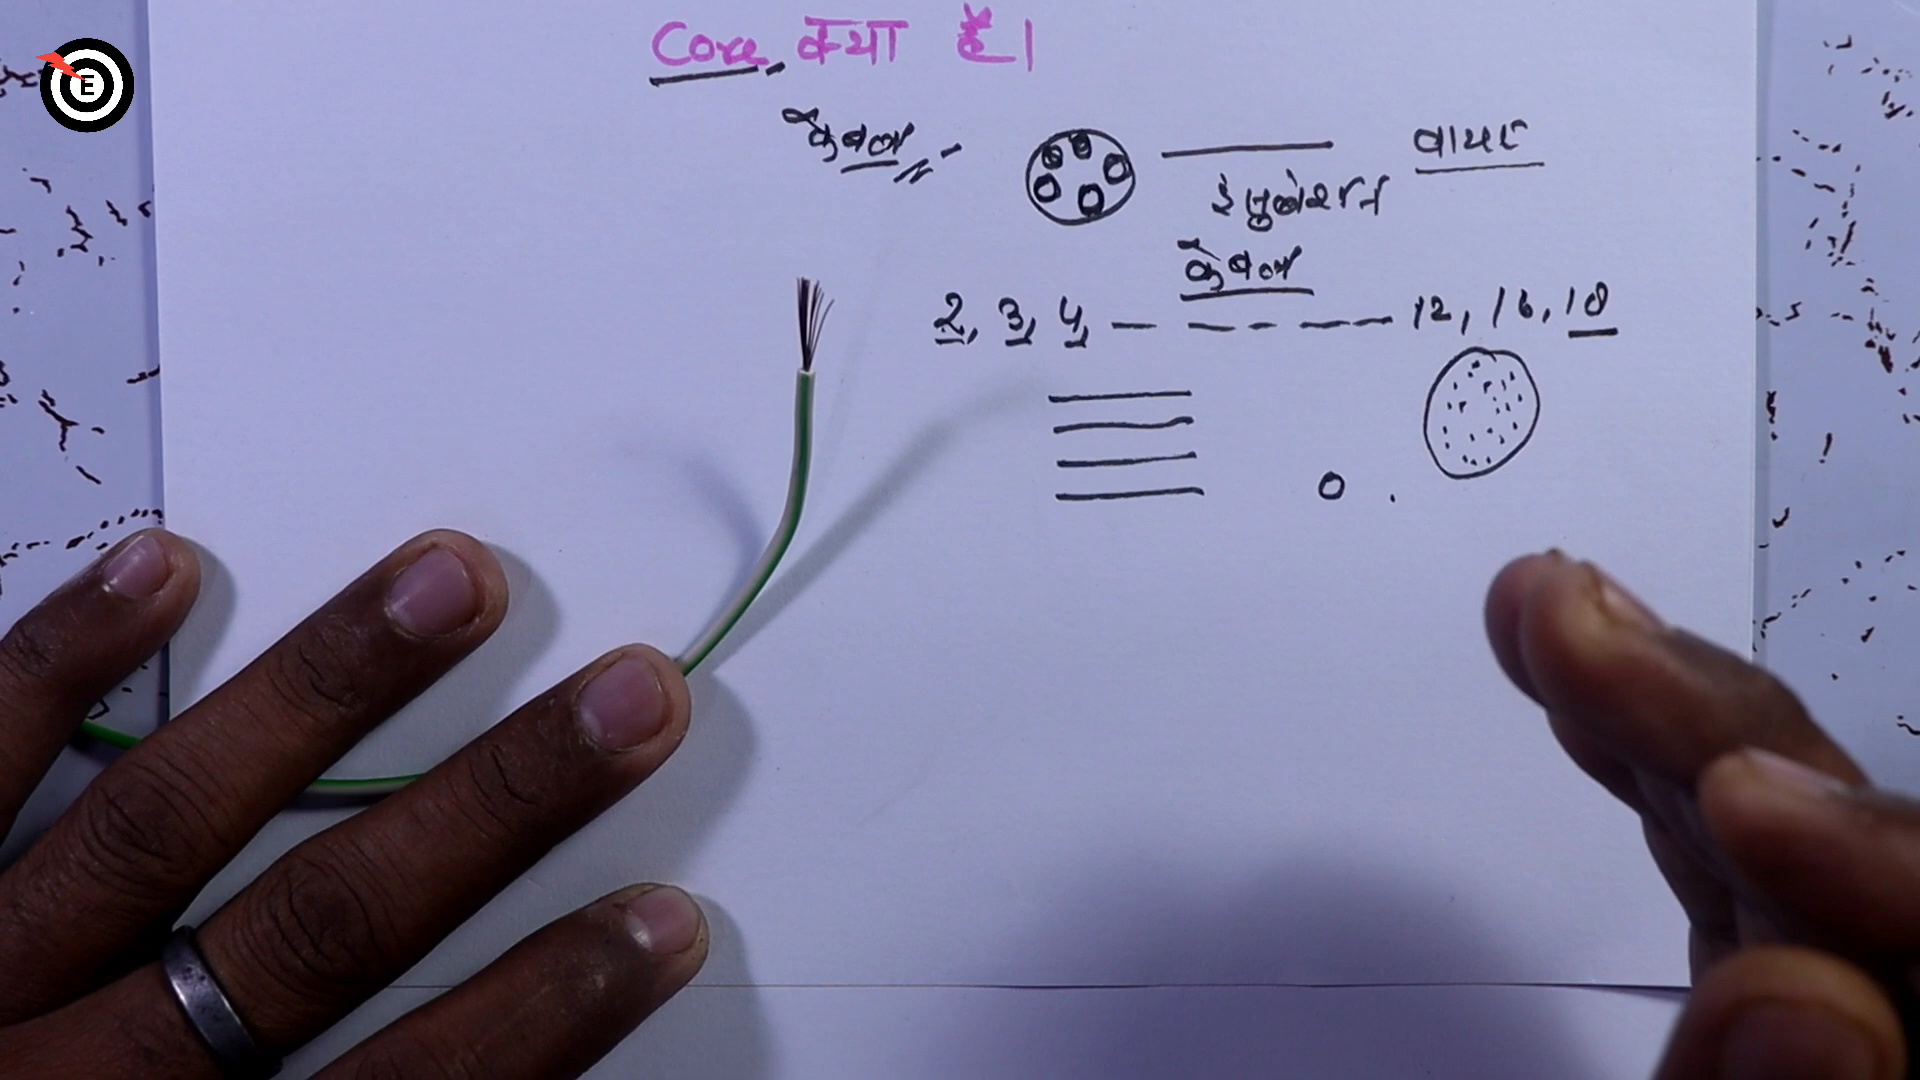 Core क्या है।
केबल
वायर
इंसुलेशन
केबल
2, 3, 4 — — — — — — 12, 16, 18
E